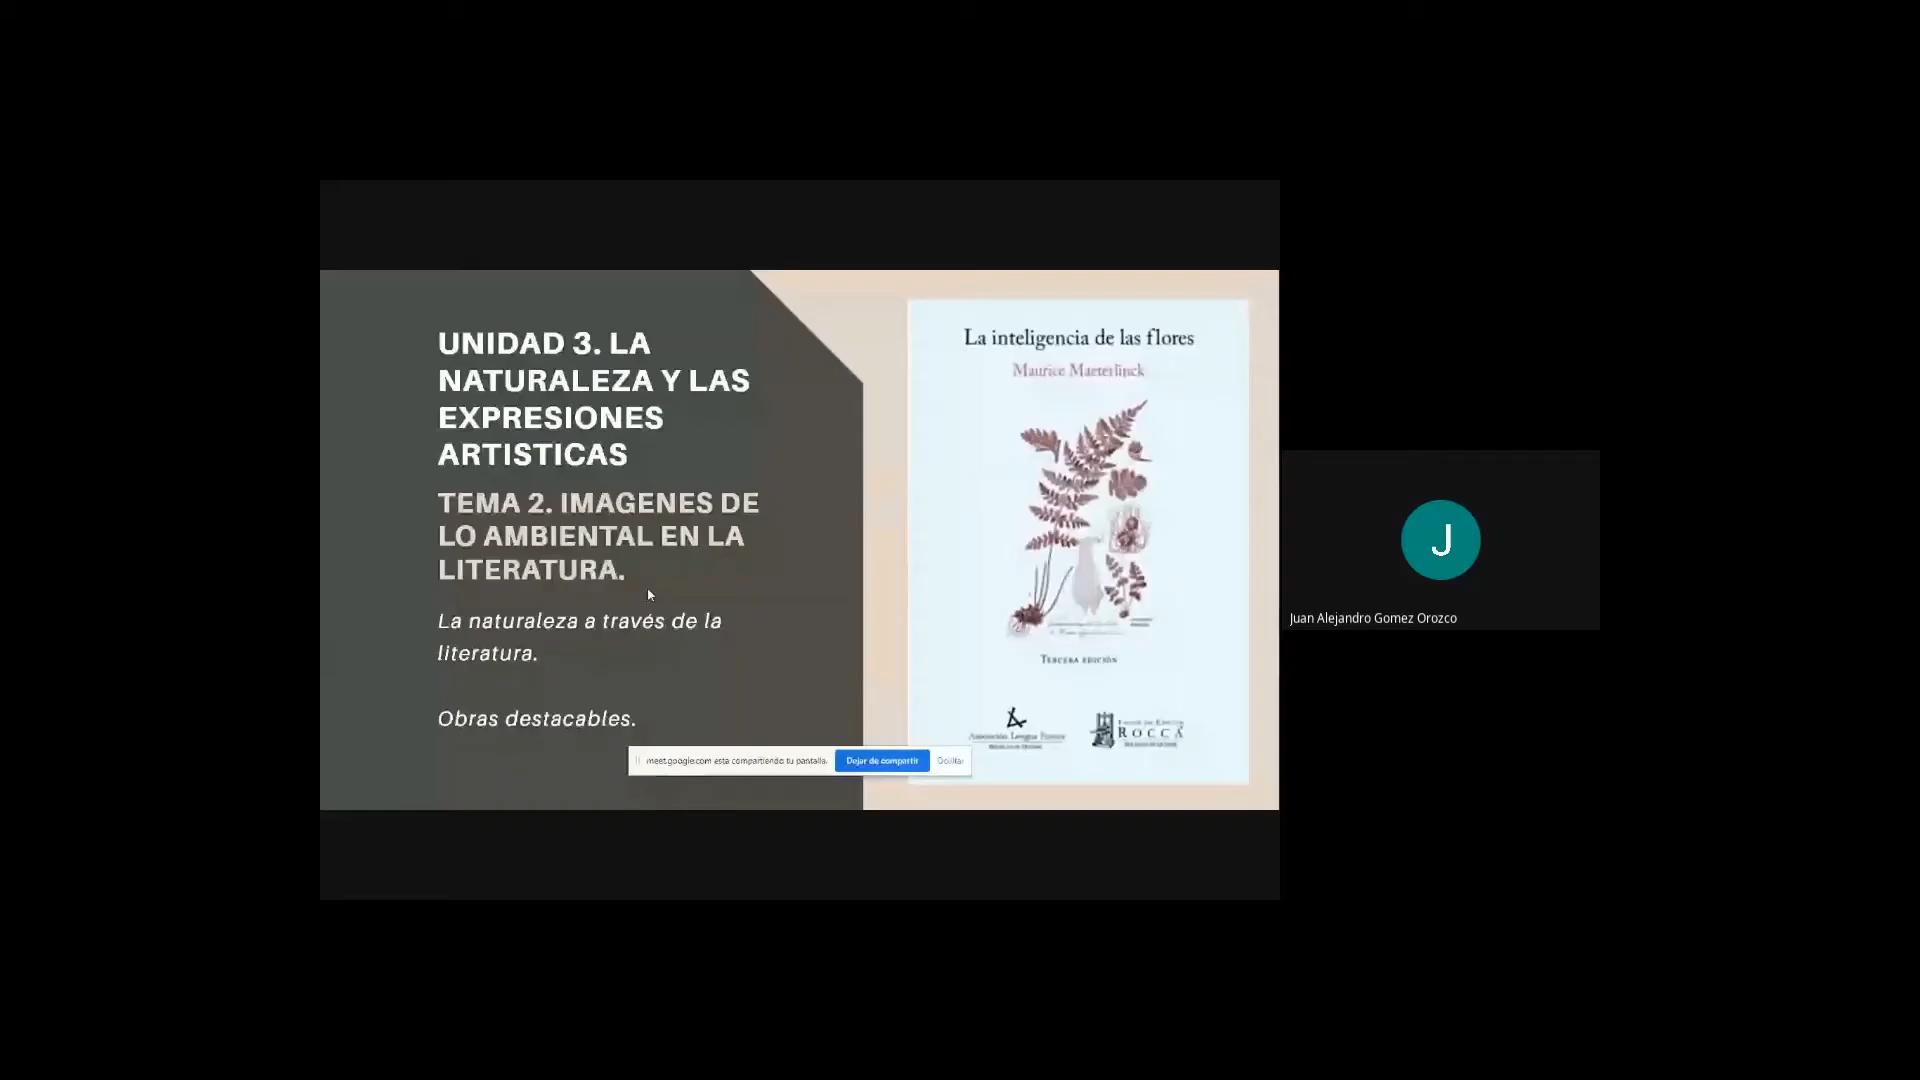 UNIDAD 3. LA
NATURALEZA Y LAS
EXPRESIONES
ARTISTICAS
TEMA 2. IMAGENES DE
LO AMBIENTAL EN LA
LITERATURA.
La naturaleza a través de la
literatura.
Obras destacables.
La inteligencia de las flores
Maurice Maeterlinck
TERCERA EDICIÓN
ROCCA
meet.google.com está compartiendo tu pantalla.
Dejar de compartir
Ocultar
J
Juan Alejandro Gomez Orozco